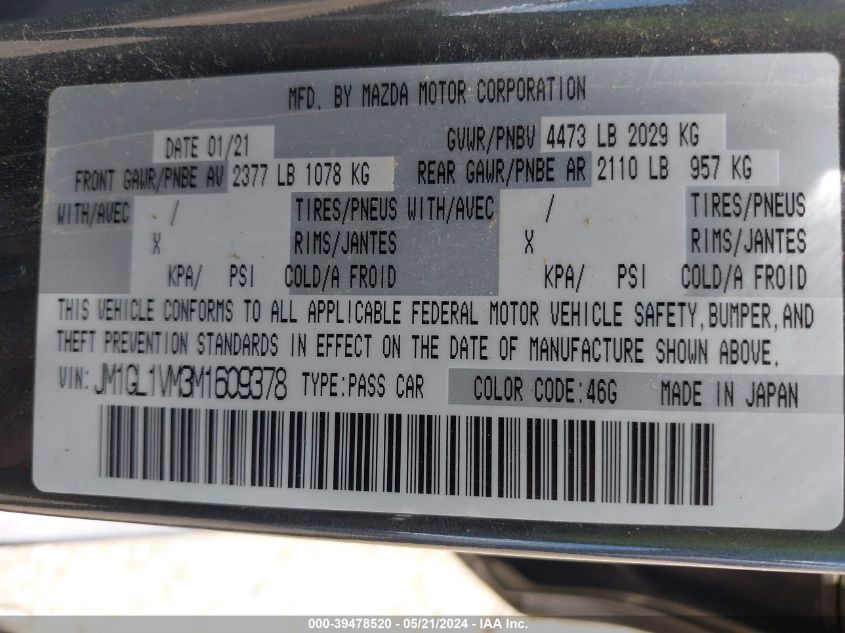 MFD. BY MAZDA MOTOR CORPORATION
DATE 01/21 GVWR/PNBV 4473 LB 2029 KG
FRONT GAWR/PNBE AV 2377 LB 1078 KG REAR GAWR/PNBE AR 2110 LB 957 KG
WITH/AVEC / TIRES/PNEUS WITH/AVEC / TIRES/PNEUS
X RIMS/JANTES X RIMS/JANTES
KPA/ PSI COLD/A FROID KPA/ PSI COLD/A FROID
THIS VEHICLE CONFORMS TO ALL APPLICABLE FEDERAL MOTOR VEHICLE SAFETY, BUMPER, AND
THEFT PREVENTION STANDARDS IN EFFECT ON THE DATE OF MANUFACTURE SHOWN ABOVE.
VIN: JM1GL1VM3M1609378 TYPE:PASS CAR COLOR CODE:46G MADE IN JAPAN
000-39478520 - 05/21/2024 - IAA Inc.